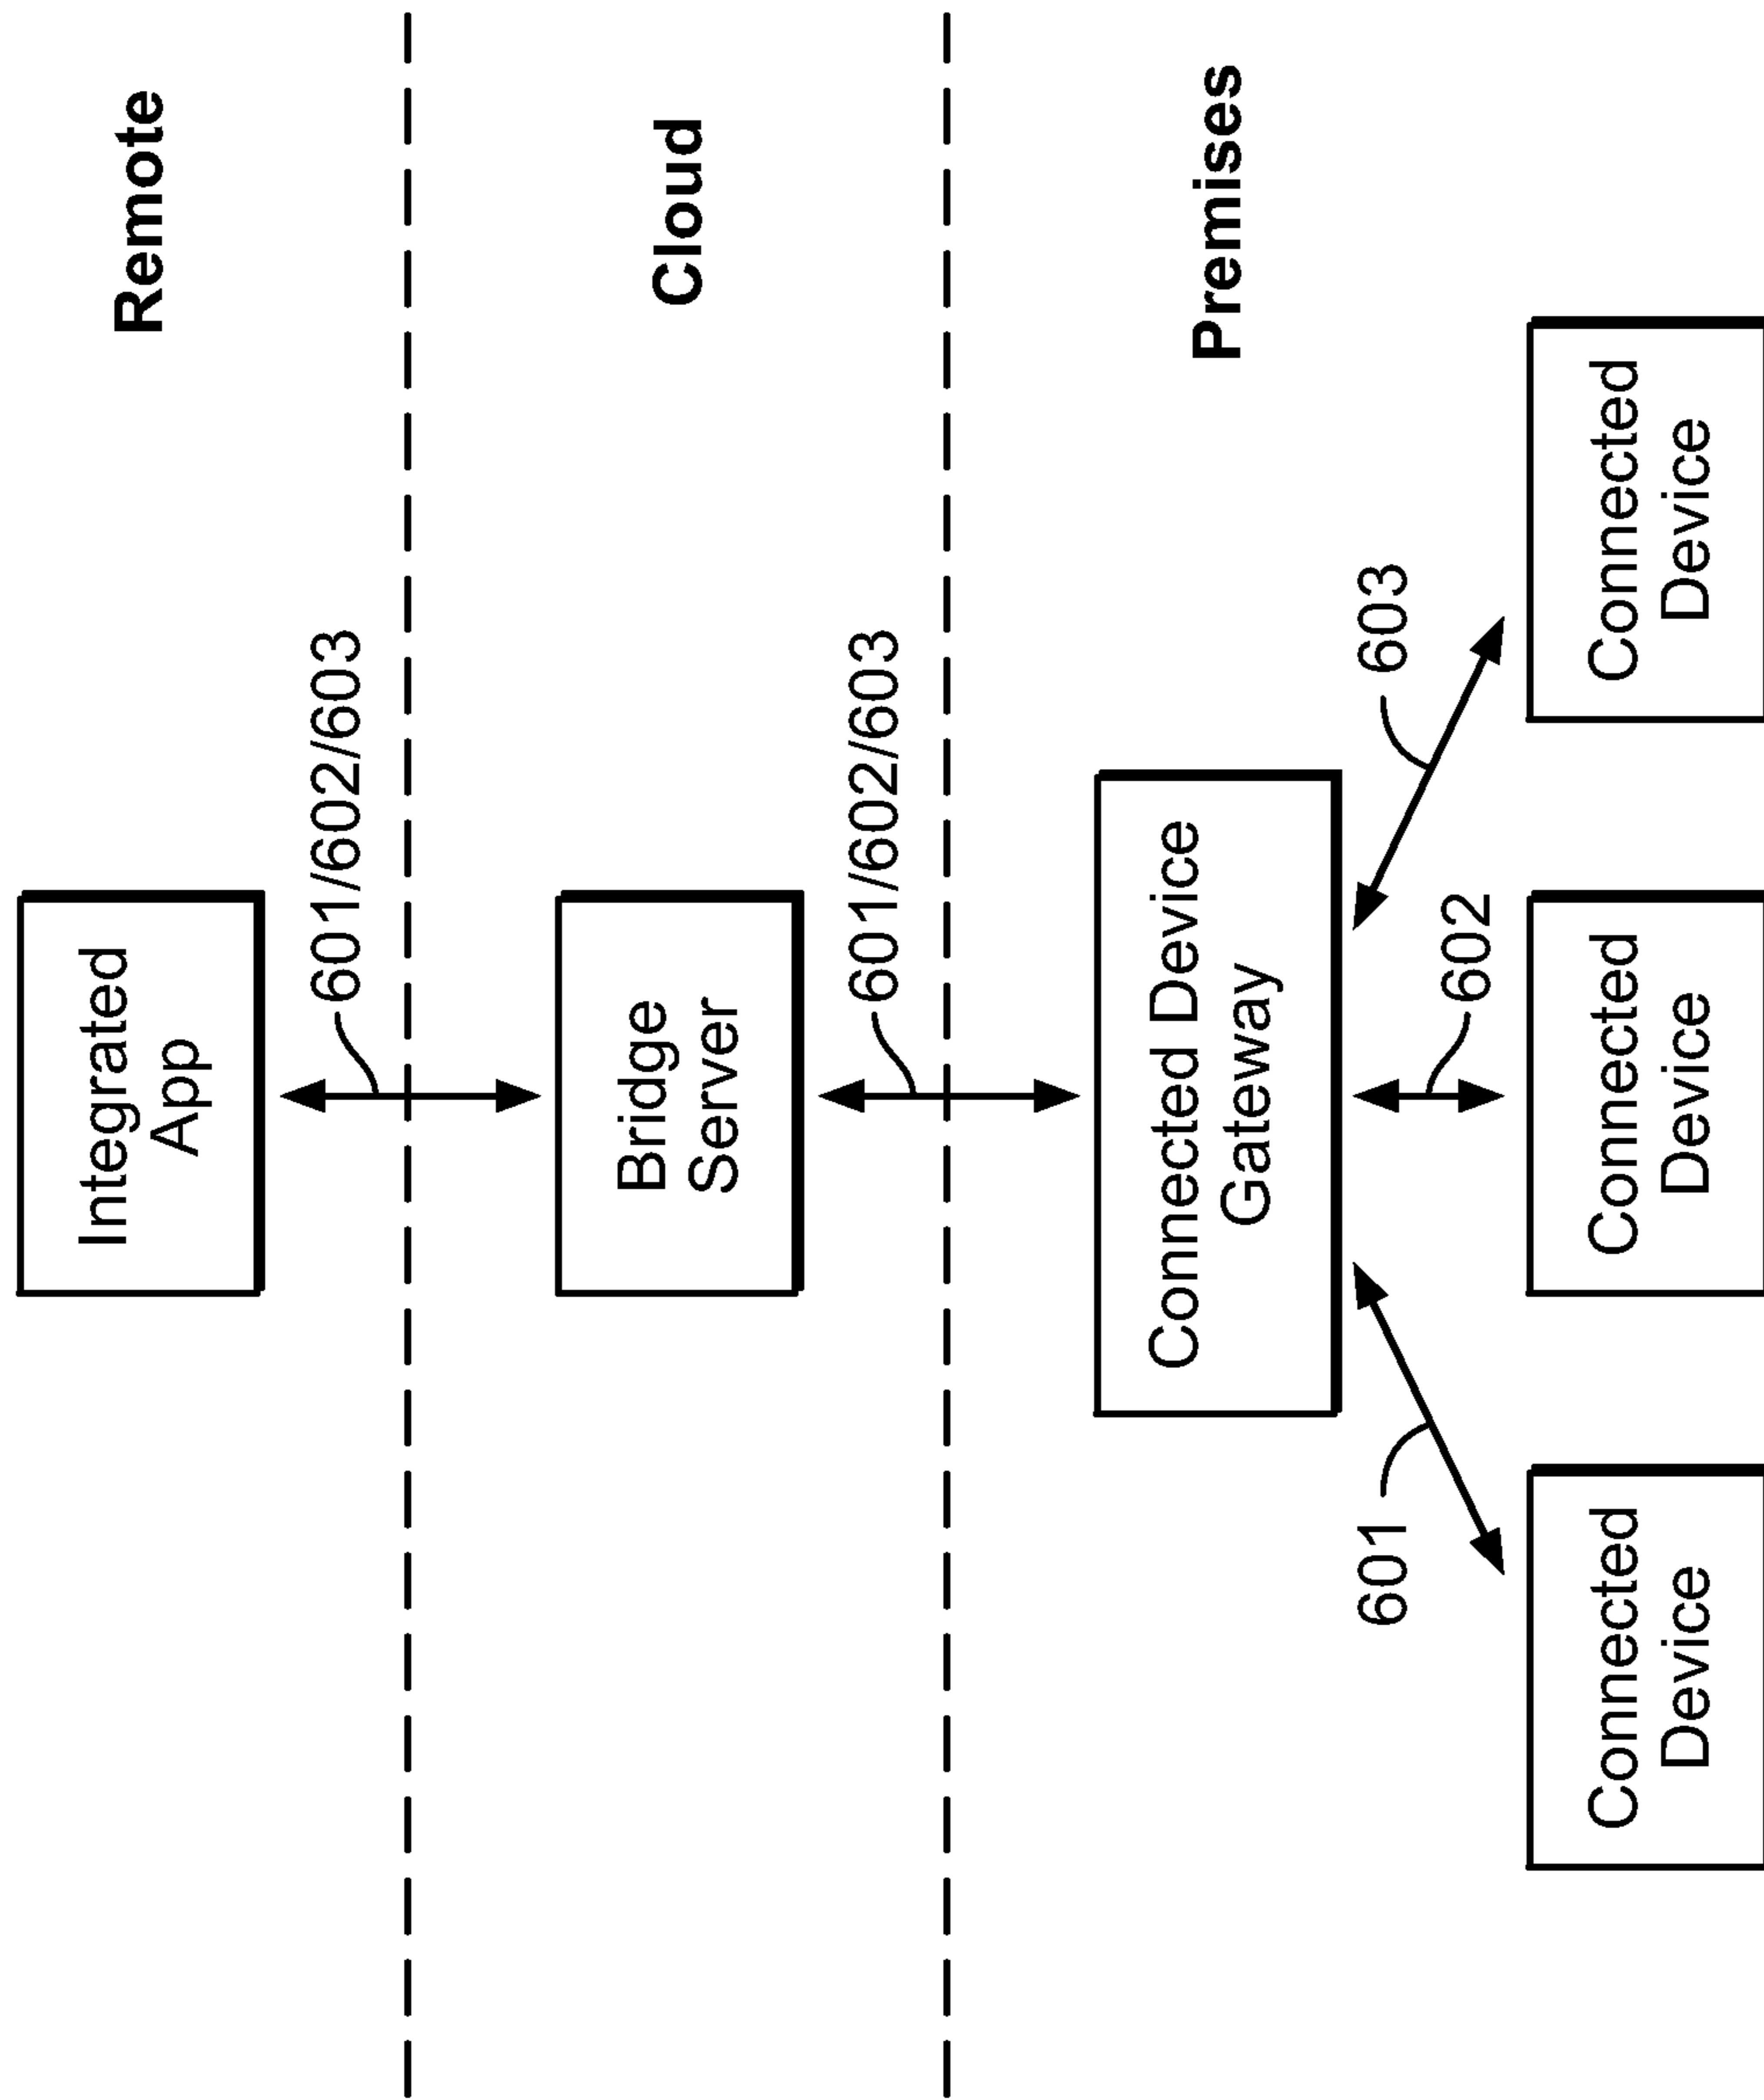 Integrated
App
Remote
601/602/603
Bridge
Server
Cloud
601/602/603
Connected Device
Gateway
Premises
601
602
603
Connected
Device
Connected
Device
Connected
Device